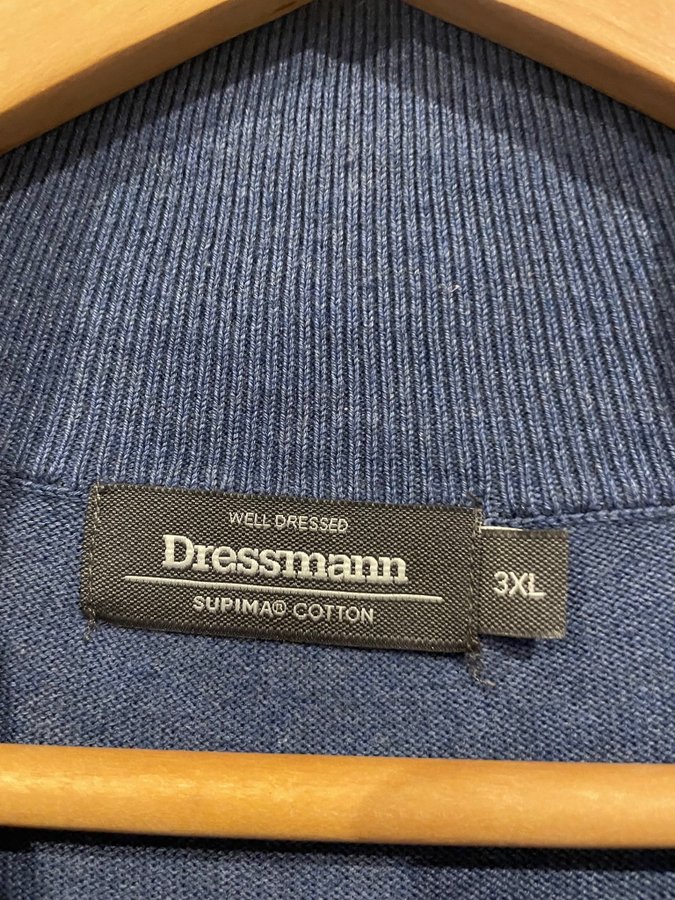 WELL DRESSED
Dressmann
SUPIMA® COTTON
3XL